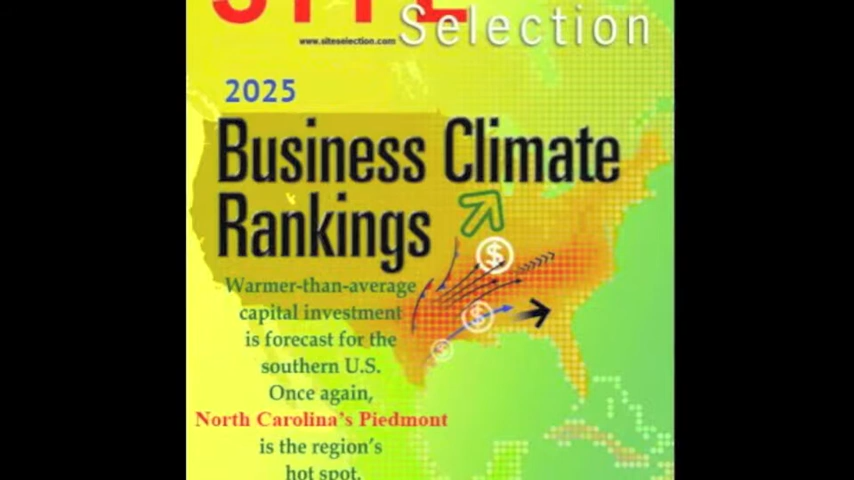 SITE
Selection
www.siteselection.com
2025
Business Climate
Rankings
$
$
$
Warmer-than-average
capital investment
is forecast for the
southern U.S.
Once again,
North Carolina's Piedmont
is the region's
hot spot.